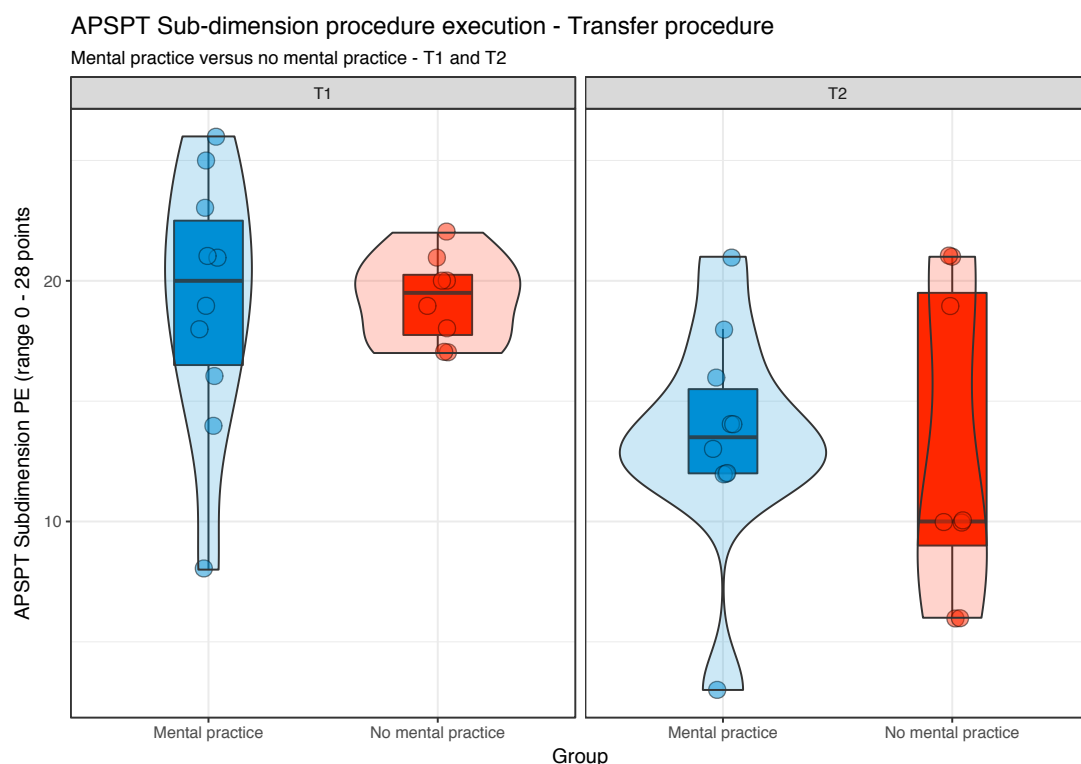 APSPT Sub-dimension procedure execution - Transfer procedure
Mental practice versus no mental practice - T1 and T2
T1
T2
APSPT Subdimension PE (range 0 - 28 points
20
10
Mental practice
No mental practice
Mental practice
No mental practice
Group